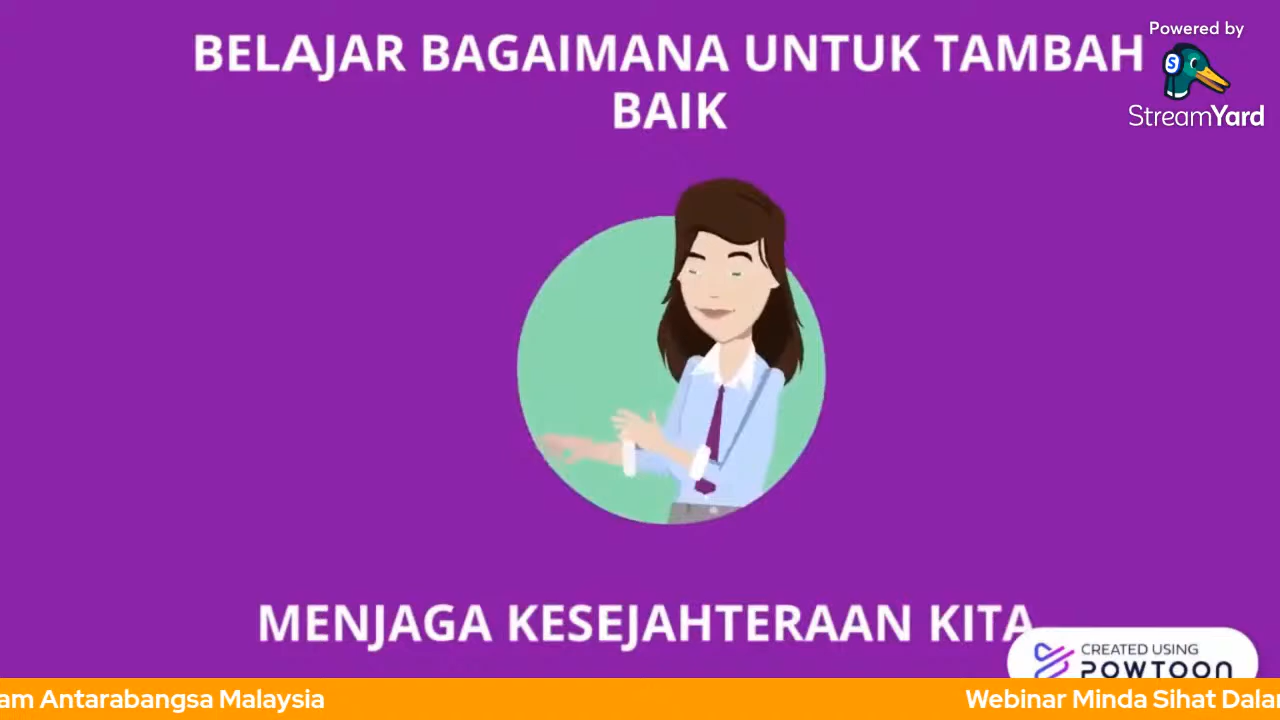 BELAJAR BAGAIMANA UNTUK TAMBAH
BAIK
Powered by
S
StreamYard
MENJAGA KESEJAHTERAAN KITA
CREATED USING
POWTOON
am Antarabangsa Malaysia
Webinar Minda Sihat Dalam